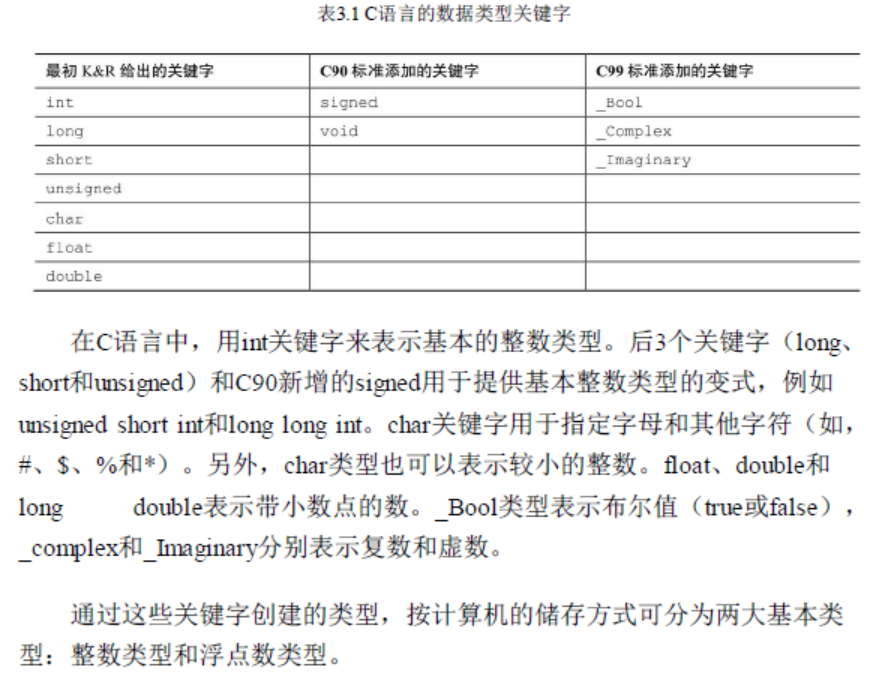 表3.1 C语言的数据类型关键字
最初 K&R 给出的关键字 C90 标准添加的关键字 C99 标准添加的关键字
int signed _Bool
long void _Complex
short _Imaginary
unsigned
char
float
double
在C语言中，用int关键字来表示基本的整数类型。后3个关键字（long、
short和unsigned）和C90新增的signed用于提供基本整数类型的变式，例如
unsigned short int和long long int。char关键字用于指定字母和其他字符（如，
#、$、%和*）。另外，char类型也可以表示较小的整数。float、double和
long double表示带小数点的数。_Bool类型表示布尔值（true或false），
_complex和_Imaginary分别表示复数和虚数。
通过这些关键字创建的类型，按计算机的储存方式可分为两大基本类
型：整数类型和浮点数类型。